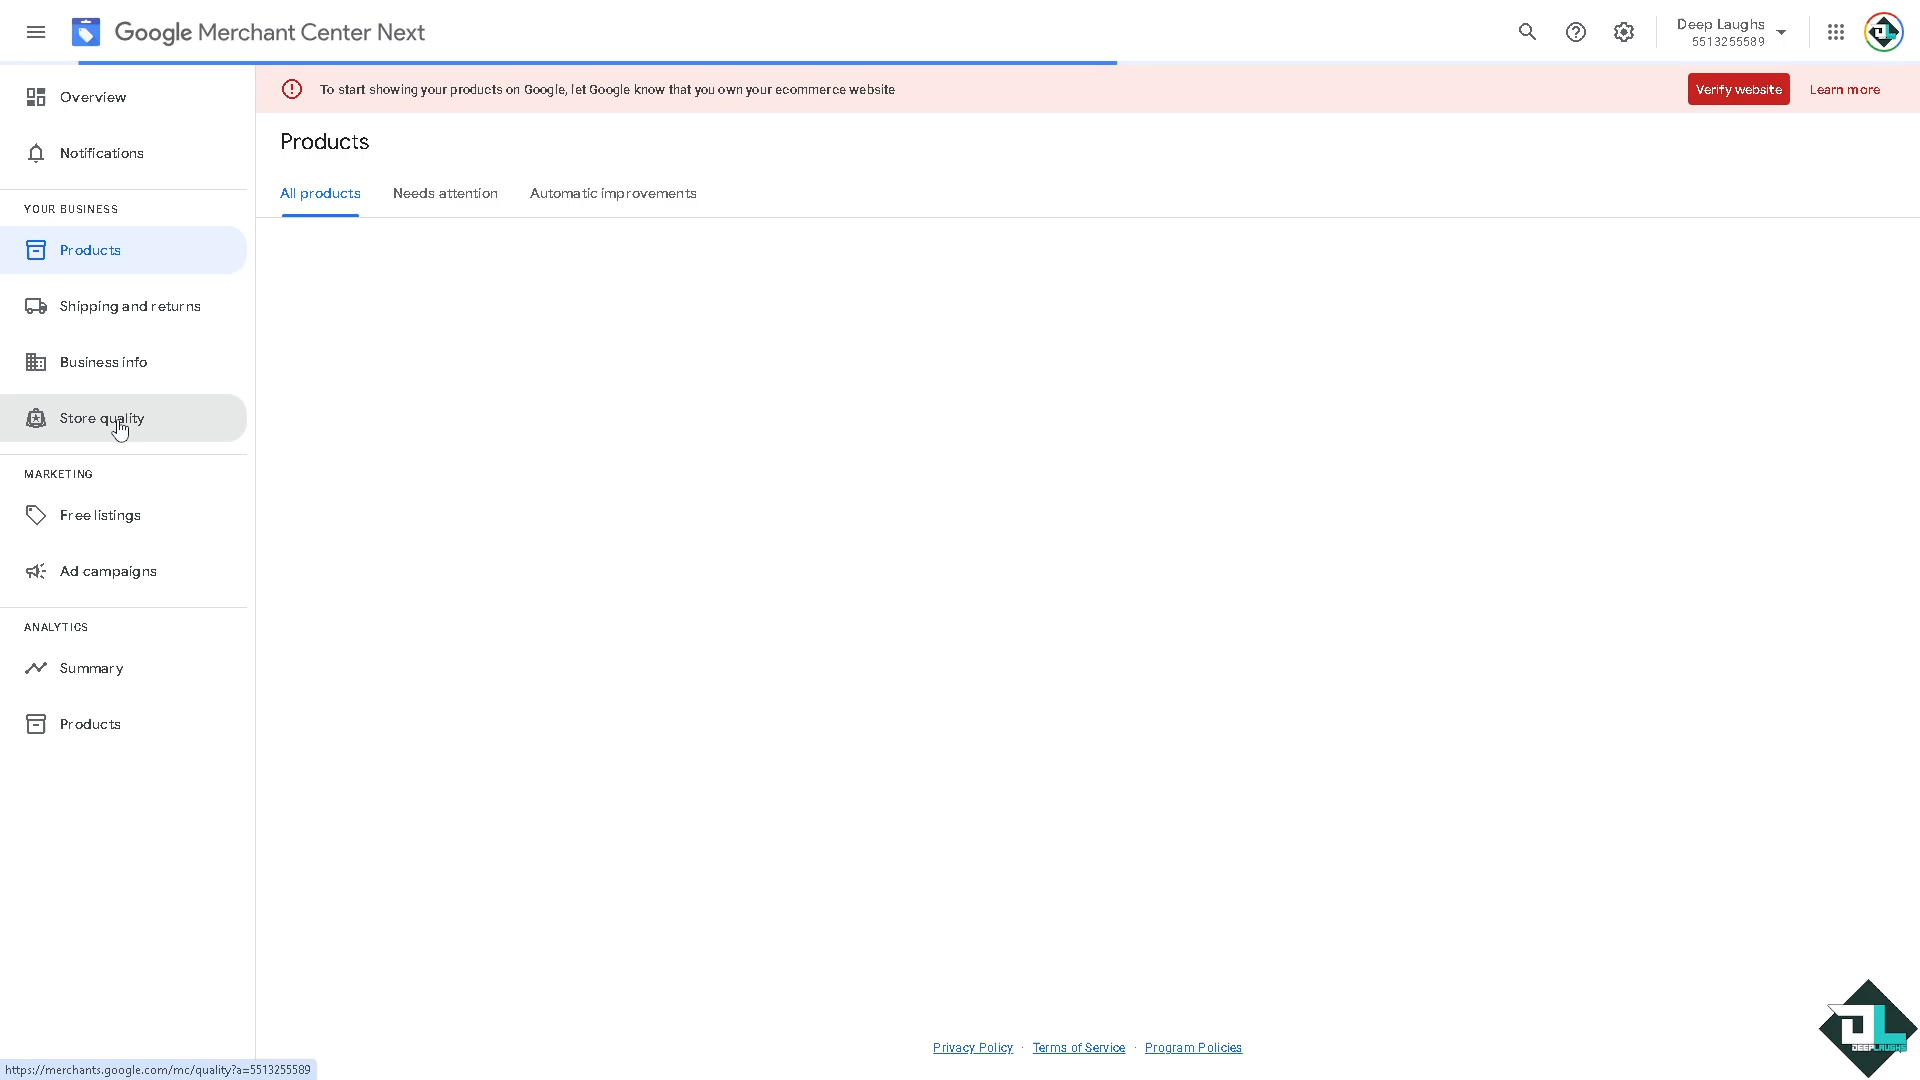 Google Merchant Center Next
Deep Laughs
5513255589
Overview
Notifications
YOUR BUSINESS
Products
Shipping and returns
Business info
Store quality
MARKETING
Free listings
Ad campaigns
ANALYTICS
Summary
Products
To start showing your products on Google, let Google know that you own your ecommerce website
Verify website
Learn more
Products
All products
Needs attention
Automatic improvements
Privacy Policy · Terms of Service · Program Policies
https://merchants.google.com/mc/quality?a=5513255589
DL
DEEPLAUGHS